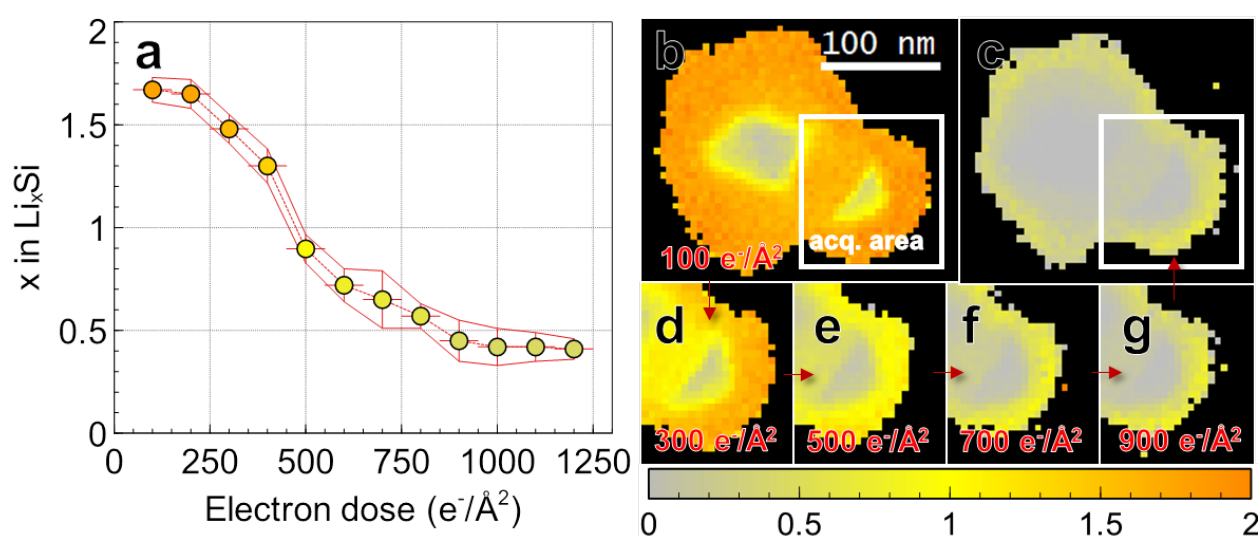 a
2
1.5
1
0.5
0
x in LiₓSi
0 250 500 750 1000 1250
Electron dose (e⁻/Å²)
b
100 nm
acq. area
100 e⁻/Å²
c
d
300 e⁻/Å²
e
500 e⁻/Å²
f
700 e⁻/Å²
g
900 e⁻/Å²
0 0.5 1 1.5 2